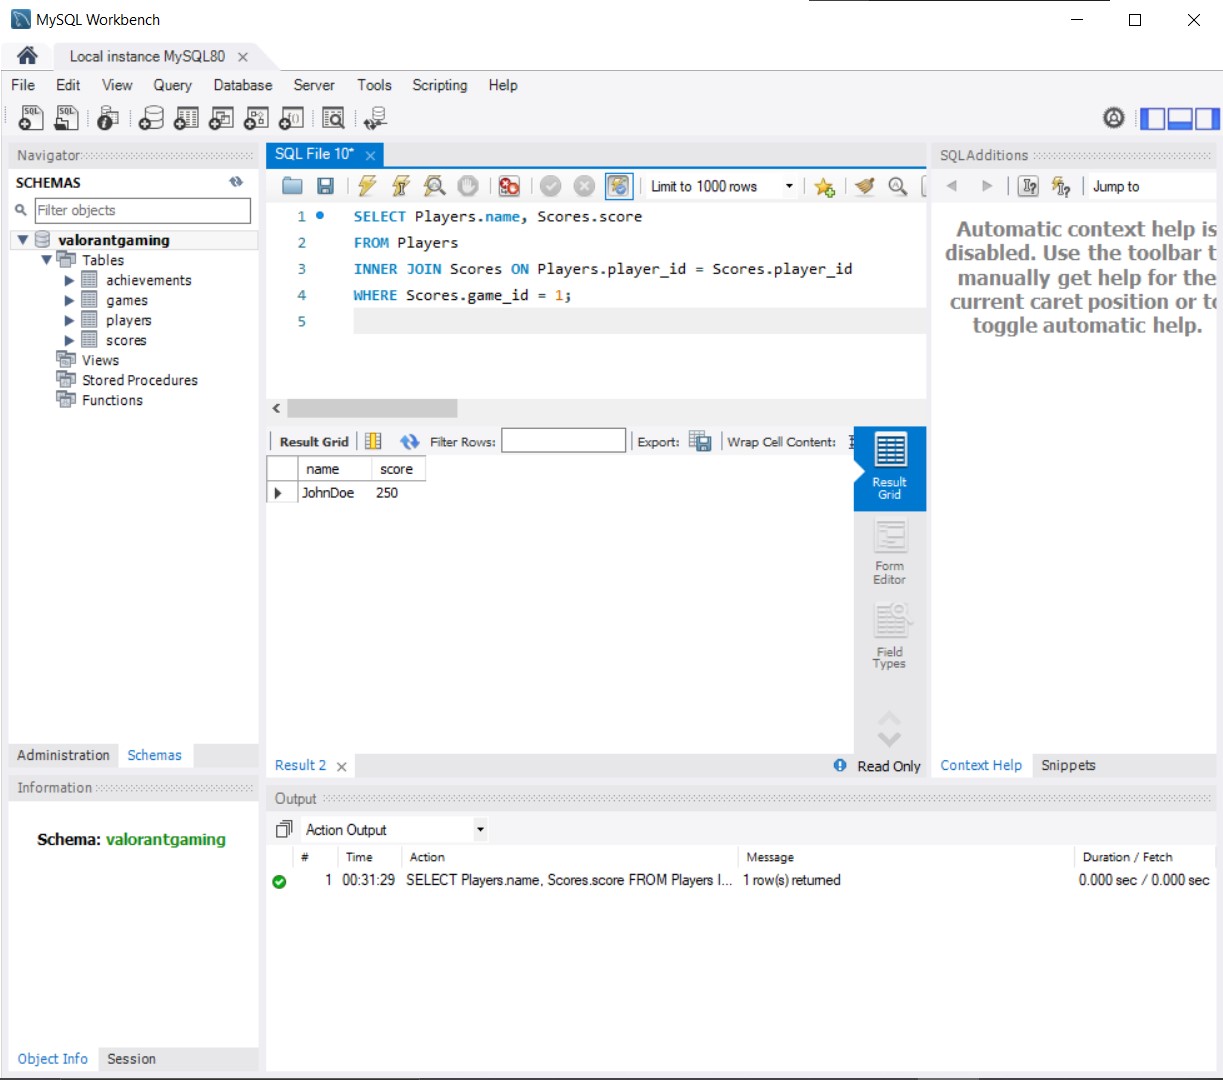 MySQL Workbench
Local instance MySQL80
File Edit View Query Database Server Tools Scripting Help
Navigator
SCHEMAS
Filter objects
valorantgaming
Tables
achievements
games
players
scores
Views
Stored Procedures
Functions
Administration Schemas
Information
Schema: valorantgaming
Object Info Session
SQL File 10*
Limit to 1000 rows
1 SELECT Players.name, Scores.score
2 FROM Players
3 INNER JOIN Scores ON Players.player_id = Scores.player_id
4 WHERE Scores.game_id = 1;
5
Result Grid Filter Rows: Export: Wrap Cell Content:
name score
JohnDoe 250
Result
Grid
Form
Editor
Field
Types
Result 2 Read Only
SQLAdditions
Jump to
Automatic context help is
disabled. Use the toolbar t
manually get help for the
current caret position or to
toggle automatic help.
Context Help Snippets
Output
Action Output
# Time Action Message Duration / Fetch
1 00:31:29 SELECT Players.name, Scores.score FROM Players I... 1 row(s) returned 0.000 sec / 0.000 sec